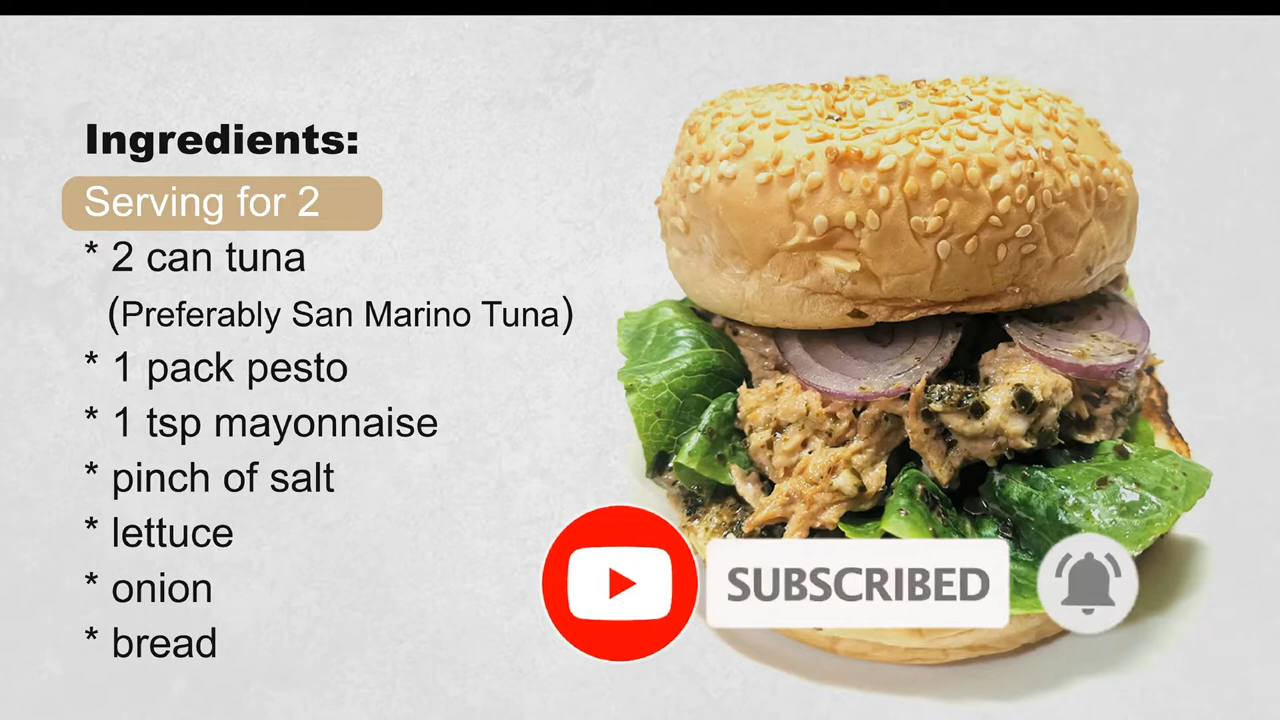 Ingredients:
Serving for 2
* 2 can tuna
(Preferably San Marino Tuna)
* 1 pack pesto
* 1 tsp mayonnaise
* pinch of salt
* lettuce
* onion
* bread
SUBSCRIBED